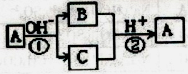 B
A OH⁻ ① H⁺ ② A
C